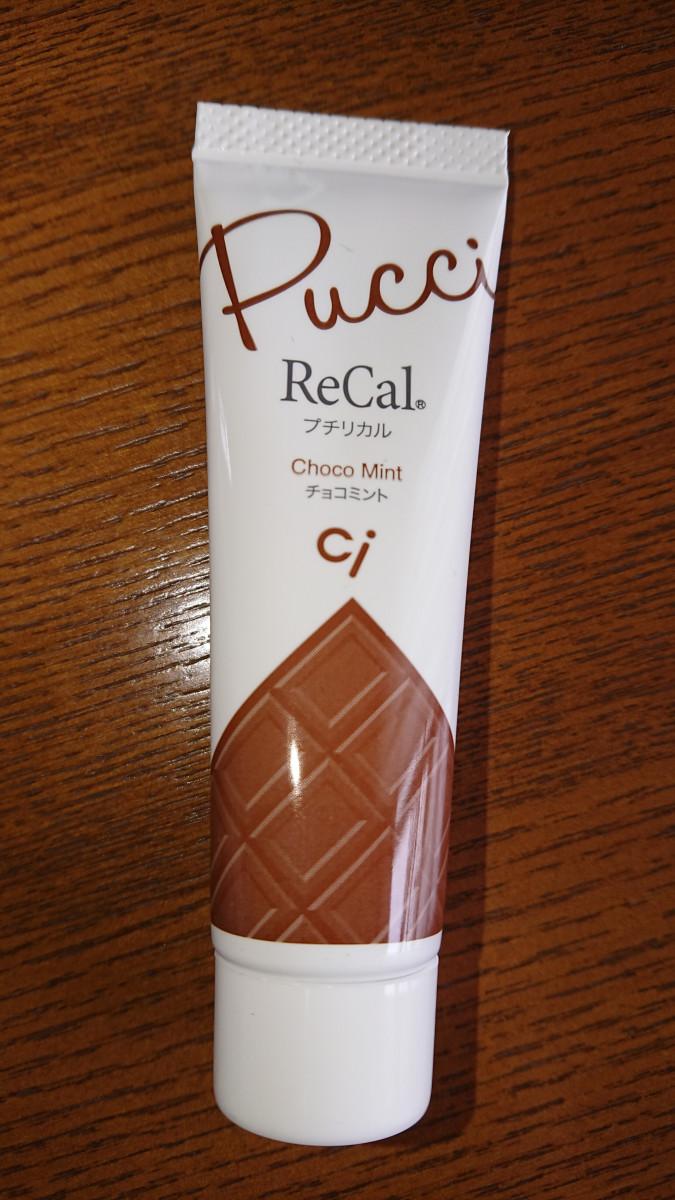 Pucci
ReCal®
プチリカル
Choco Mint
チョコミント
Ci